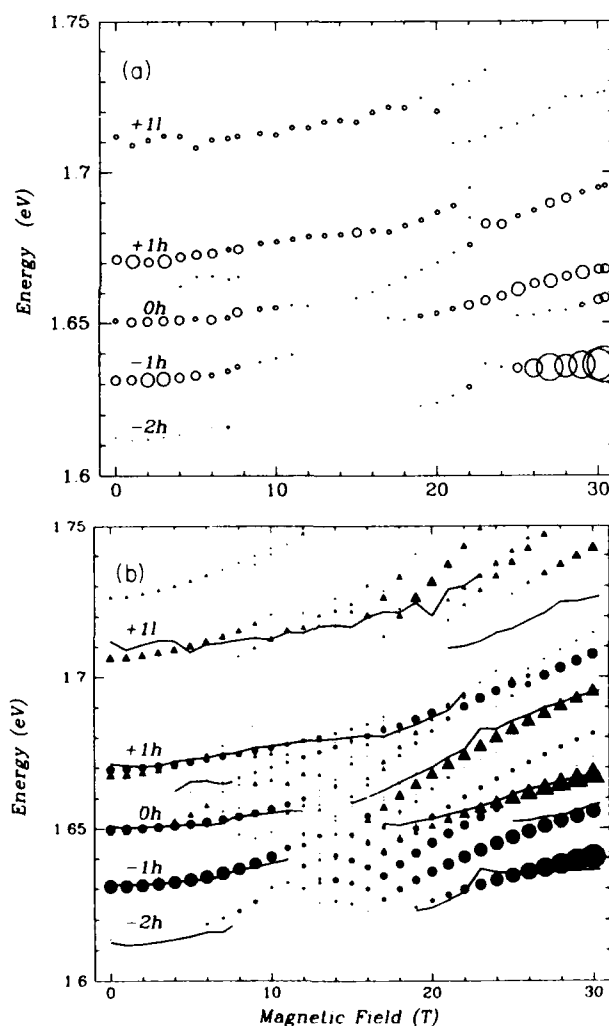 1.75
(a)
+1l
1.7
+1h
Energy (eV)
0h
1.65
-1h
-2h
1.6
0
10
20
30
1.75
(b)
+1l
1.7
+1h
Energy (eV)
0h
1.65
-1h
-2h
1 6
0
10
20
30
Magnetic Field (T)